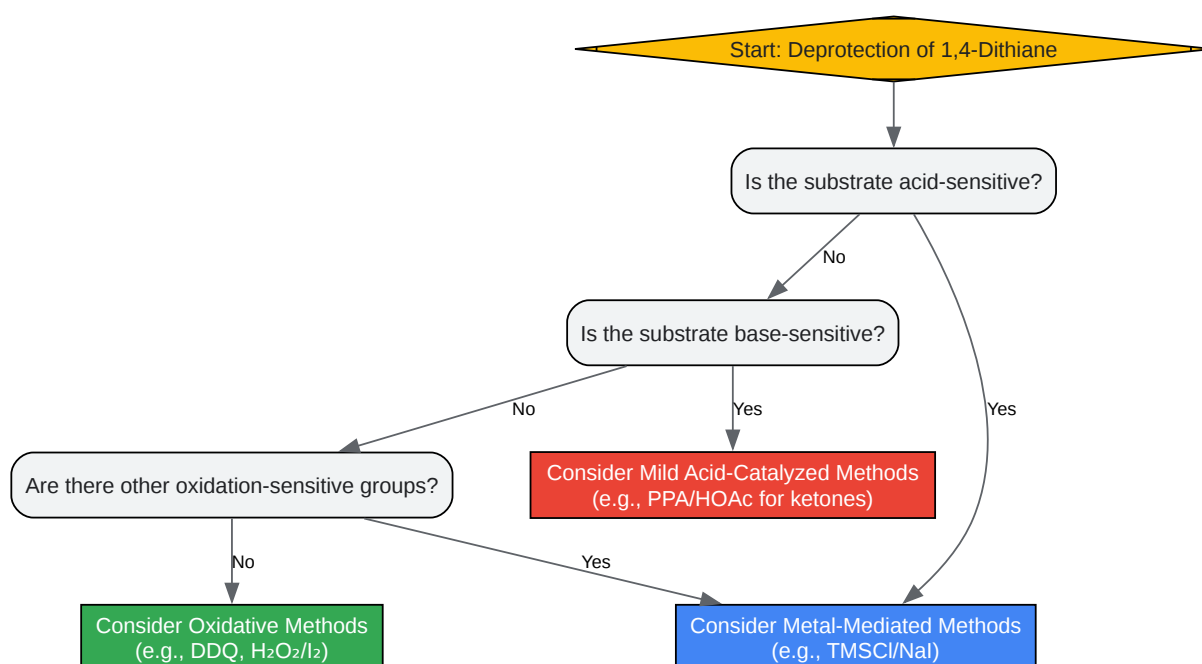 Start: Deprotection of 1,4-Dithiane
Is the substrate acid-sensitive?
No
Is the substrate base-sensitive?
No
Yes
Yes
Consider Mild Acid-Catalyzed Methods
(e.g., PPA/HOAc for ketones)
Are there other oxidation-sensitive groups?
No
Yes
Consider Oxidative Methods
(e.g., DDQ, H₂O₂/I₂)
Consider Metal-Mediated Methods
(e.g., TMSCl/NaI)